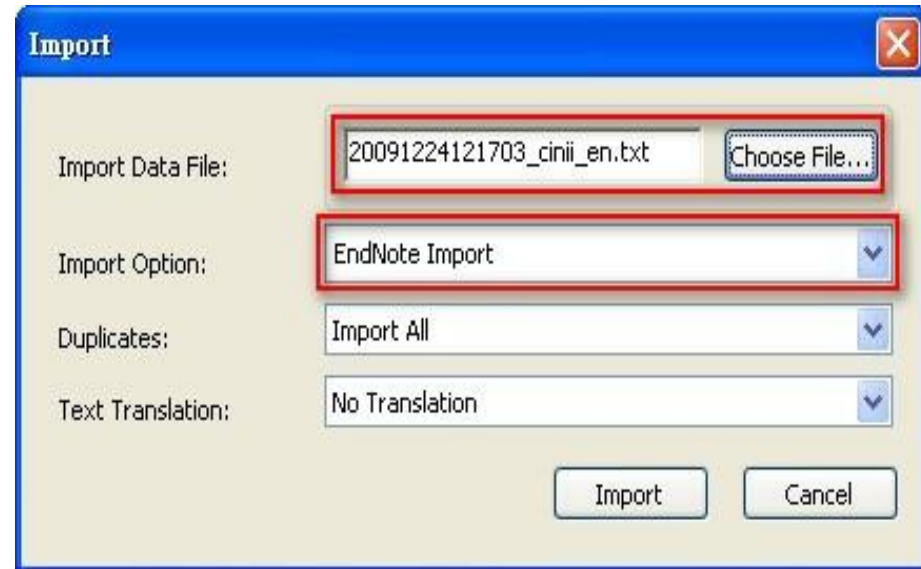 Import
Import Data File: 20091224121703_cinii_en.txt Choose File...
Import Option: EndNote Import
Duplicates: Import All
Text Translation: No Translation
Import Cancel